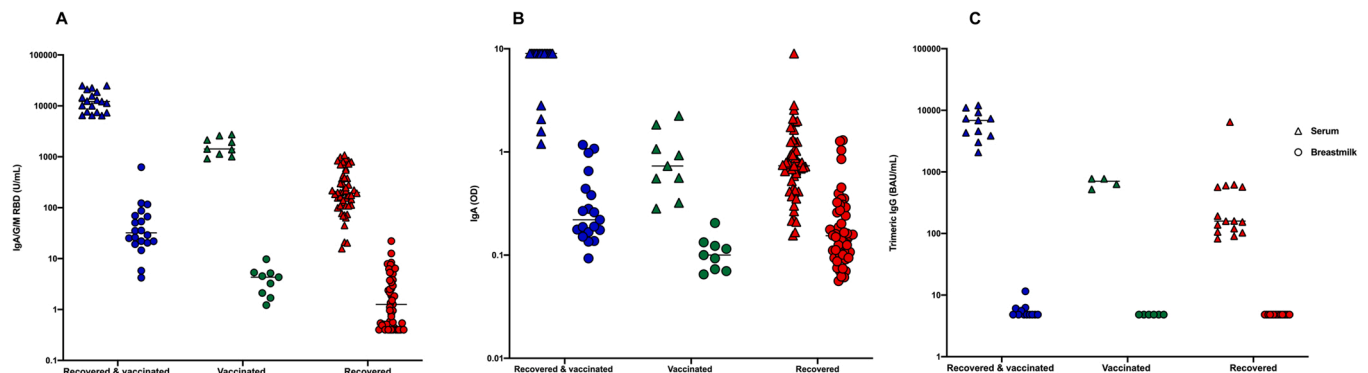 A
IgA/G/M RBD (U/mL)
100000
10000
1000
100
10
1
0.1
Recovered & vaccinated
Vaccinated
Recovered
B
IgA (OD)
10
1
0.1
0.01
Recovered & vaccinated
Vaccinated
Recovered
C
Trimeric IgG (BAU/mL)
100000
10000
1000
100
10
1
Recovered & vaccinated
Vaccinated
Recovered
Serum
Breastmilk